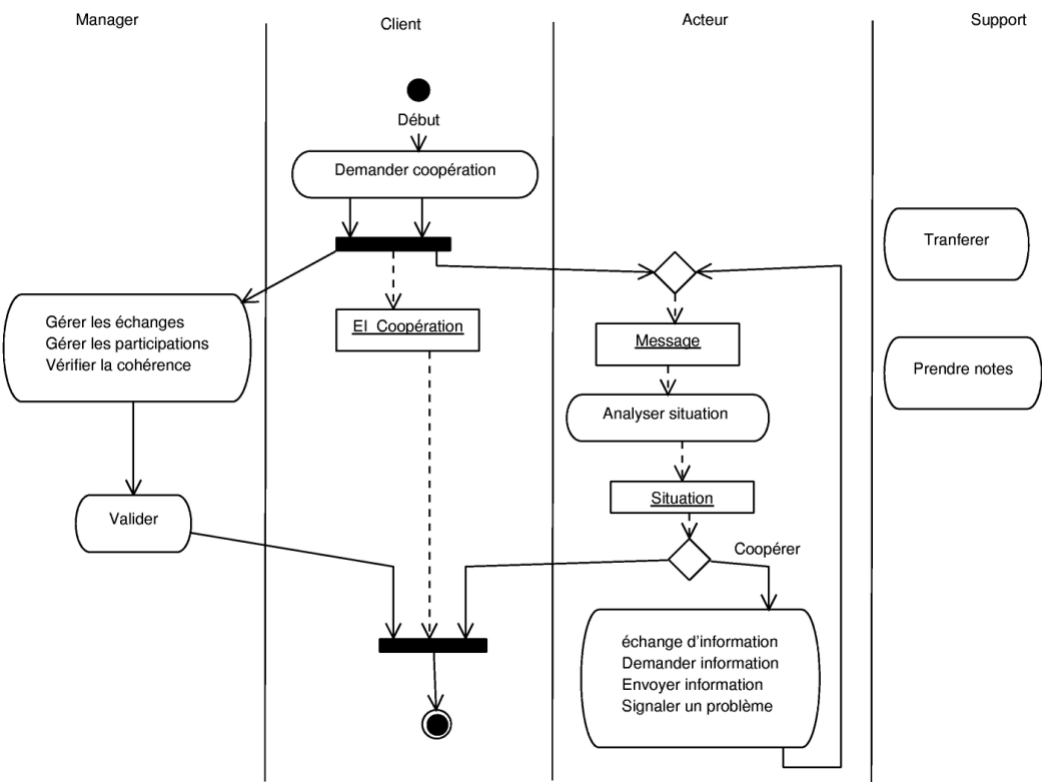 Manager
Client
Acteur
Support
Début
Demander coopération
Tranferer
Gérer les échanges
Gérer les participations
Vérifier la cohérence
EI_Coopération
Message
Prendre notes
Analyser situation
Situation
Valider
Coopérer
échange d'information
Demander information
Envoyer information
Signaler un problème